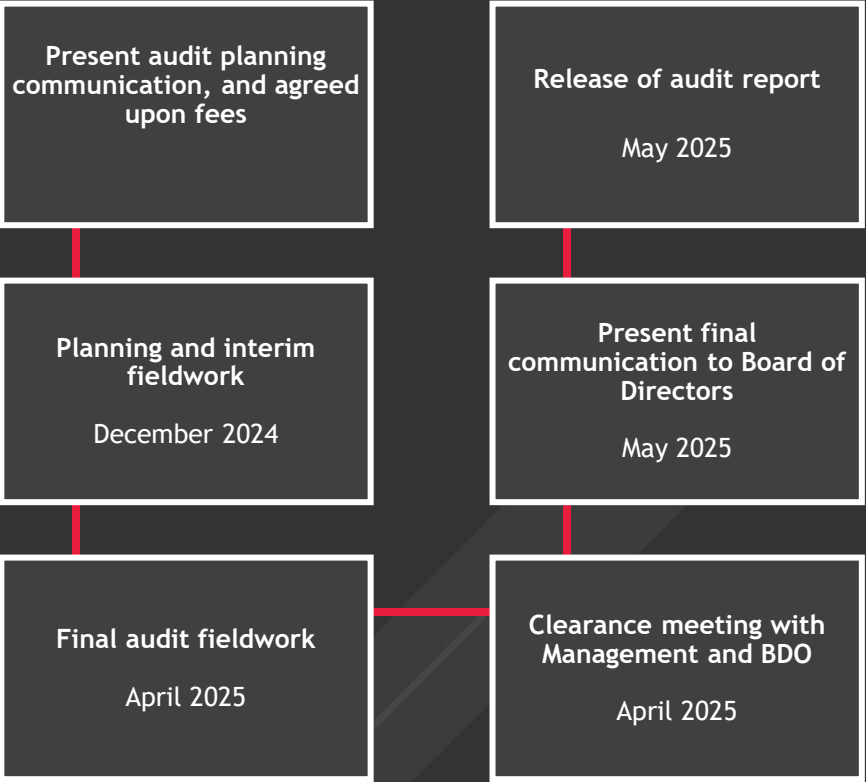 Present audit planning
communication, and agreed
upon fees
Planning and interim
fieldwork
December 2024
Final audit fieldwork
April 2025
Clearance meeting with
Management and BDO
April 2025
Present final
communication to Board of
Directors
May 2025
Release of audit report
May 2025